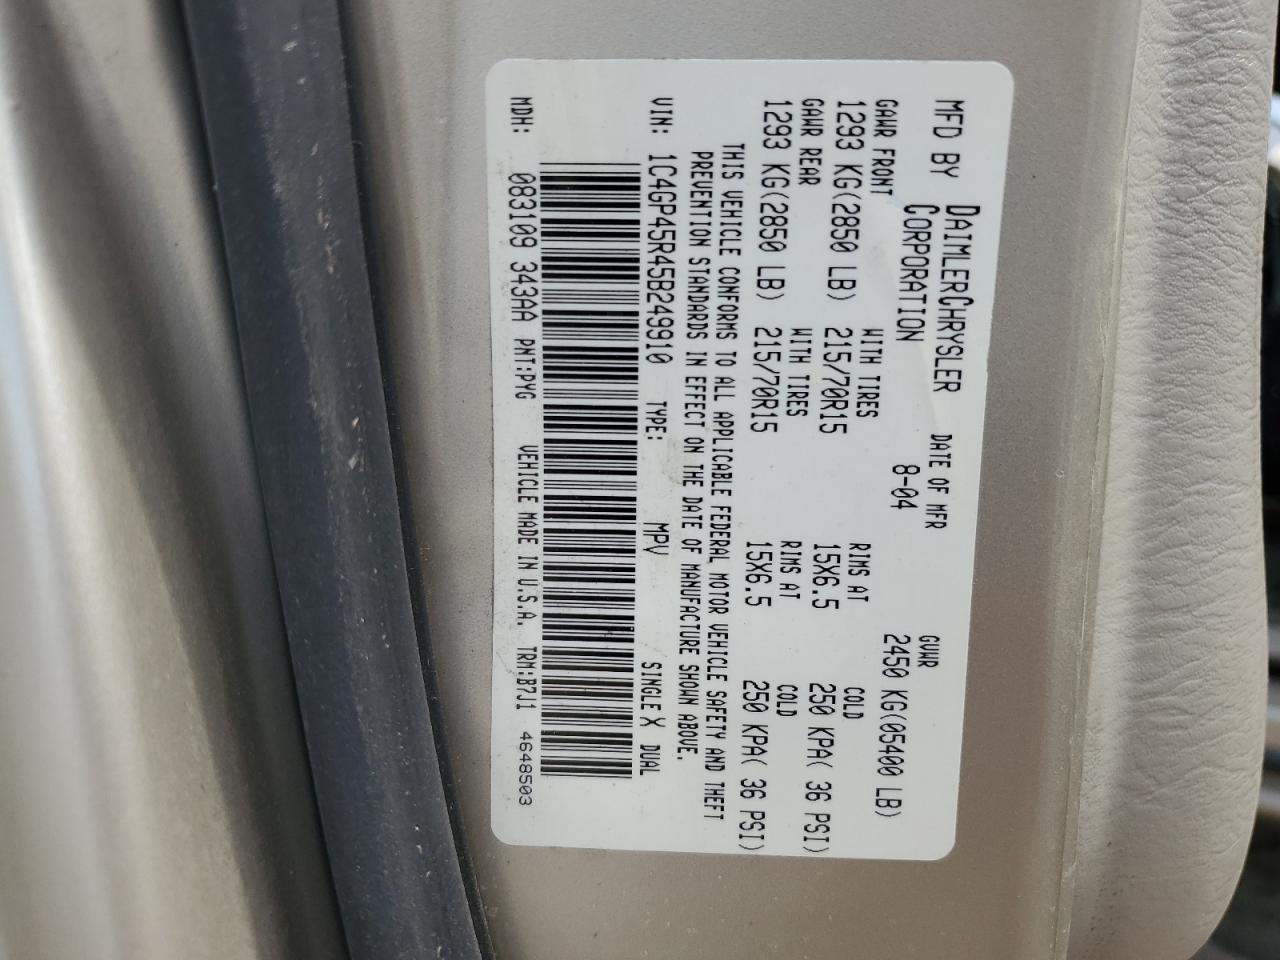 MFD BY DAIMLERCHRYSLER CORPORATION
DATE OF MFR
8-04
GVWR
2450 KG(05400 LB)
GAWR FRONT
1293 KG(2850 LB)
WITH TIRES
215/70R15
RIMS AT
15X6.5
COLD
250 KPA( 36 PSI)
GAWR REAR
1293 KG(2850 LB)
WITH TIRES
215/70R15
RIMS AT
15X6.5
COLD
250 KPA( 36 PSI)
THIS VEHICLE CONFORMS TO ALL APPLICABLE FEDERAL MOTOR VEHICLE SAFETY AND THEFT
PREVENTION STANDARDS IN EFFECT ON THE DATE OF MANUFACTURE SHOWN ABOVE.
VIN: 1C4GP45R45B249910 TYPE: MPV SINGLE X DUAL
MDH: 083109 343AA PNT:PYG VEHICLE MADE IN U.S.A. TRM:B7J1 4648503